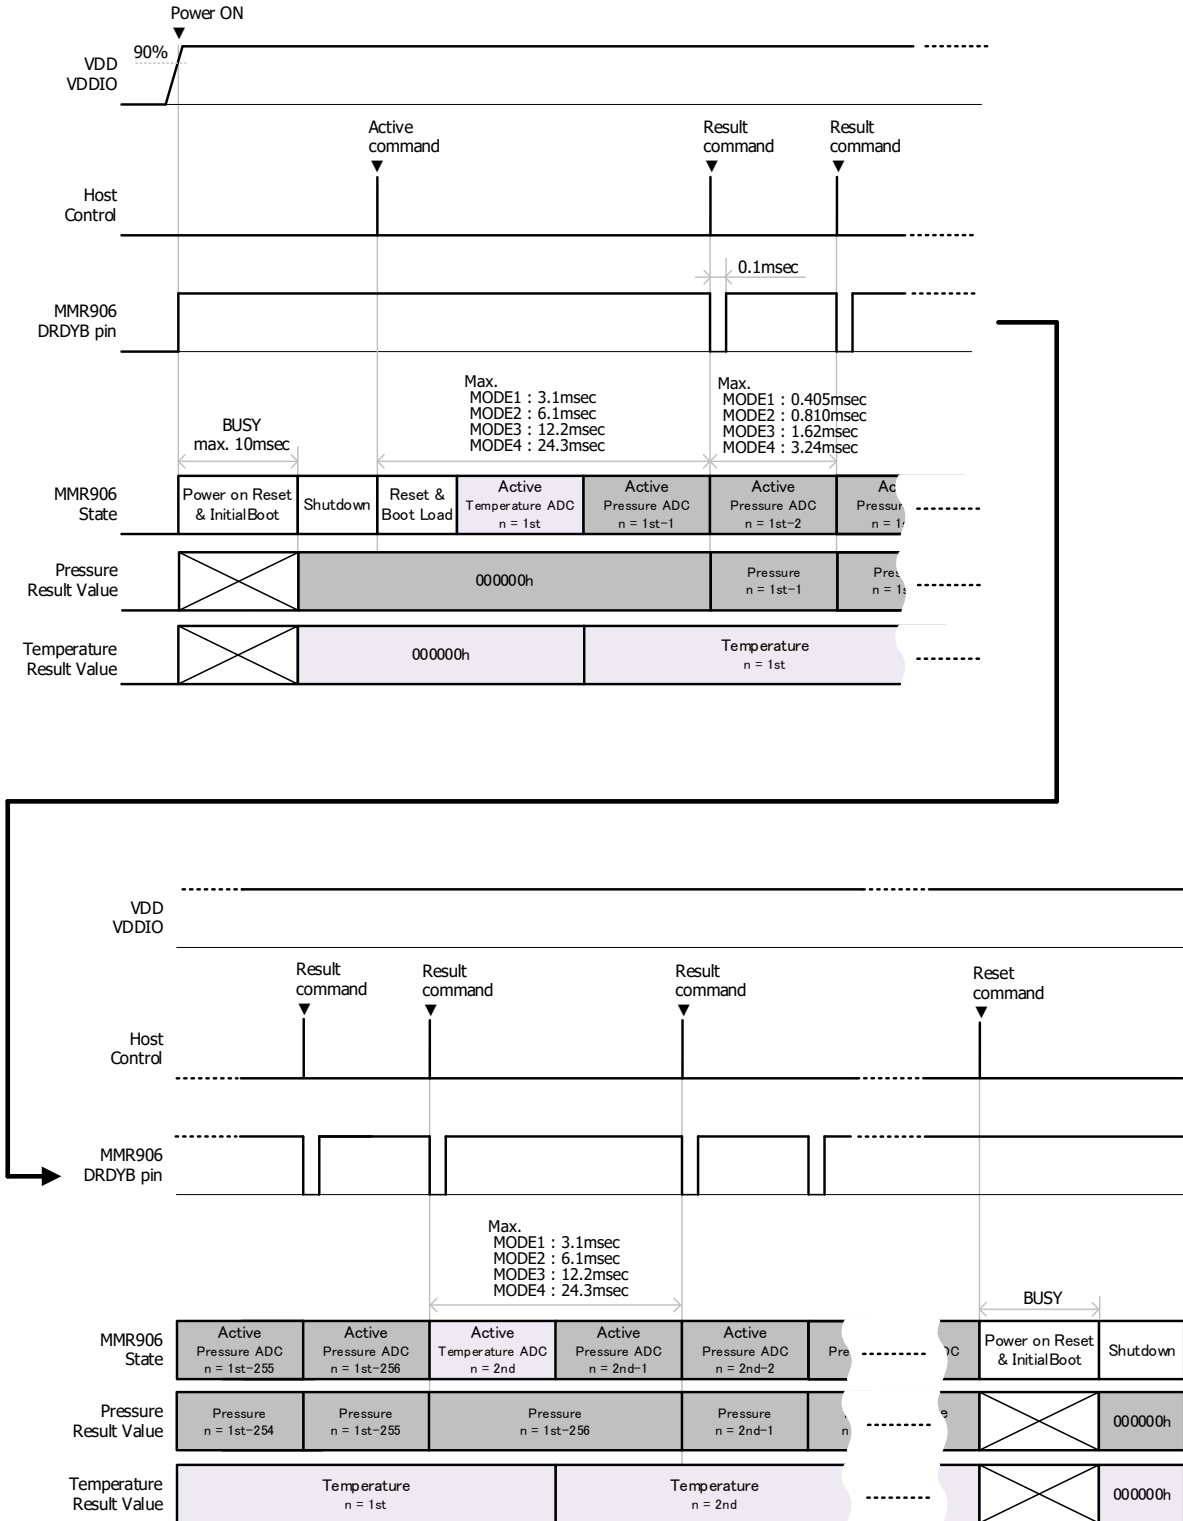 Power ON
90%
VDD
VDDIO
Active
command
Result
command
Result
command
Host
Control
0.1msec
MMR906
DRDYB pin
Max.
MODE1 : 3.1msec
MODE2 : 6.1msec
MODE3 : 12.2msec
MODE4 : 24.3msec
Max.
MODE1 : 0.405msec
MODE2 : 0.810msec
MODE3 : 1.62msec
MODE4 : 3.24msec
BUSY
max. 10msec
MMR906
State
Power on Reset
& InitialBoot
Shutdown
Reset &
Boot Load
Active
Temperature ADC
n = 1st
Active
Pressure ADC
n = 1st-1
Active
Pressure ADC
n = 1st-2
Ac
Pressur
n = 1
Pressure
Result Value
000000h
Pressure
n = 1st-1
Pres
n = 1s
Temperature
Result Value
000000h
Temperature
n = 1st
VDD
VDDIO
Result
command
Result
command
Result
command
Reset
command
Host
Control
MMR906
DRDYB pin
Max.
MODE1 : 3.1msec
MODE2 : 6.1msec
MODE3 : 12.2msec
MODE4 : 24.3msec
BUSY
MMR906
State
Active
Pressure ADC
n = 1st-255
Active
Pressure ADC
n = 1st-256
Active
Temperature ADC
n = 2nd
Active
Pressure ADC
n = 2nd-1
Active
Pressure ADC
n = 2nd-2
Pre
DC
Power on Reset
& InitialBoot
Shutdown
Pressure
Result Value
Pressure
n = 1st-254
Pressure
n = 1st-255
Pressure
n = 1st-256
Pressure
n = 2nd-1
n
e
000000h
Temperature
Result Value
Temperature
n = 1st
Temperature
n = 2nd
000000h